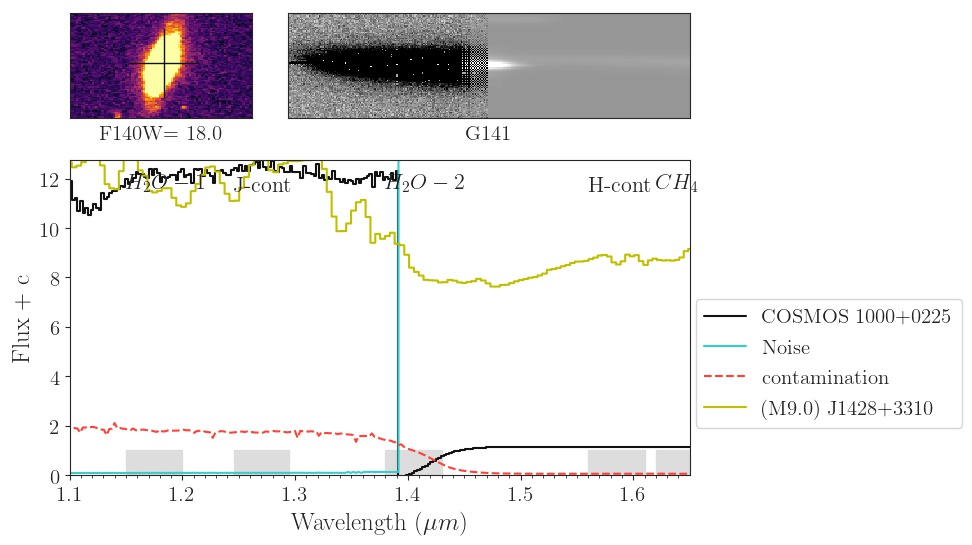 F140W= 18.0
G141
H₂O − 1
J-cont
H₂O − 2
H-cont
CH₄
12
10
8
6
4
2
0
Flux + c
1.1
1.2
1.3
1.4
1.5
1.6
Wavelength (μm)
COSMOS 1000+0225
Noise
contamination
(M9.0) J1428+3310